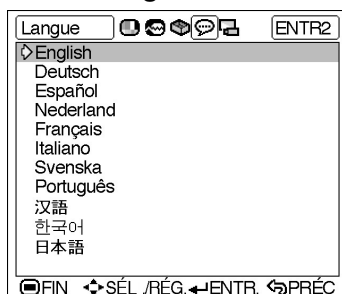 Langue ENTR2
English
Deutsch
Español
Nederland
Français
Italiano
Svenska
Português
汉語
한국어
日本語
FIN SÉL./RÉG. ENTR. PRÉC